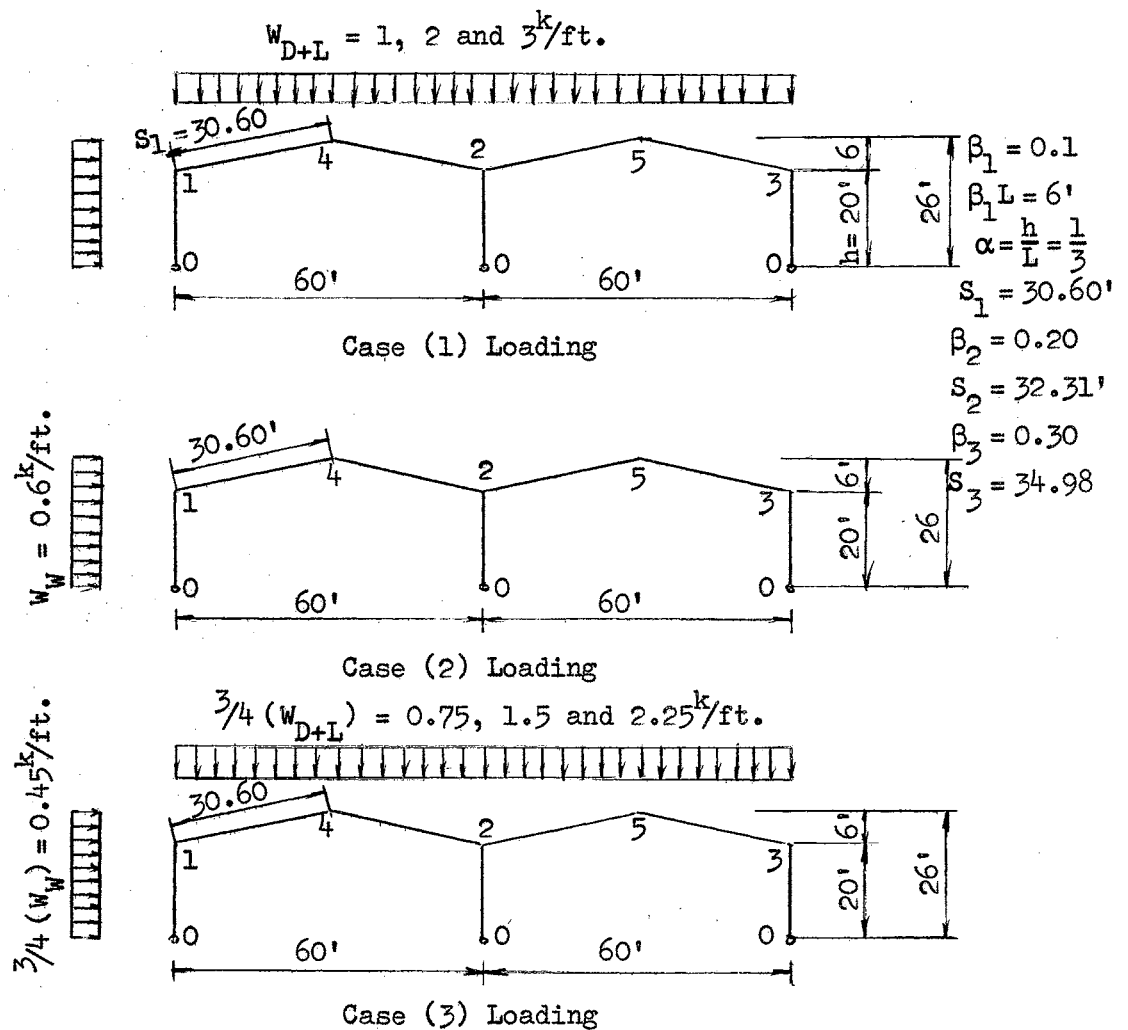 W_D+L = 1, 2 and 3 k/ft.
S_1 = 30.60
1
4
2
5
3
0
0
0
60'
60'
h= 20'
6
26'
β_1 = 0.1
β_1 L = 6'
α = h/L = 1/3
S_1 = 30.60'
β_2 = 0.20
S_2 = 32.31'
β_3 = 0.30
S_3 = 34.98
Case (1) Loading
W_W = 0.6 k/ft.
30.60'
1
4
2
5
3
0
0
0
60'
60'
6'
20'
26
Case (2) Loading
3/4 (W_D+L) = 0.75, 1.5 and 2.25 k/ft.
3/4 (W_W) = 0.45 k/ft.
30.60
1
4
2
5
3
0
0
0
60'
60'
6'
20'
26'
Case (3) Loading